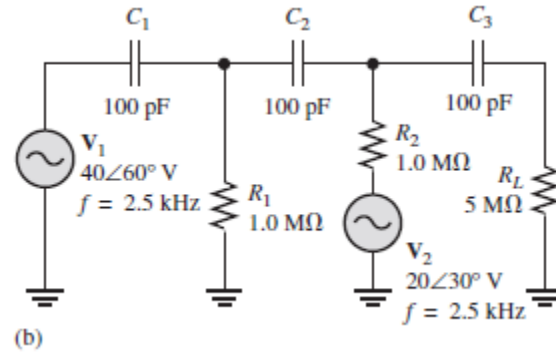 C1 C2 C3
100 pF 100 pF 100 pF
V1
40∠60° V
f = 2.5 kHz
R1
1.0 MΩ
R2
1.0 MΩ
V2
20∠30° V
f = 2.5 kHz
RL
5 MΩ
(b)